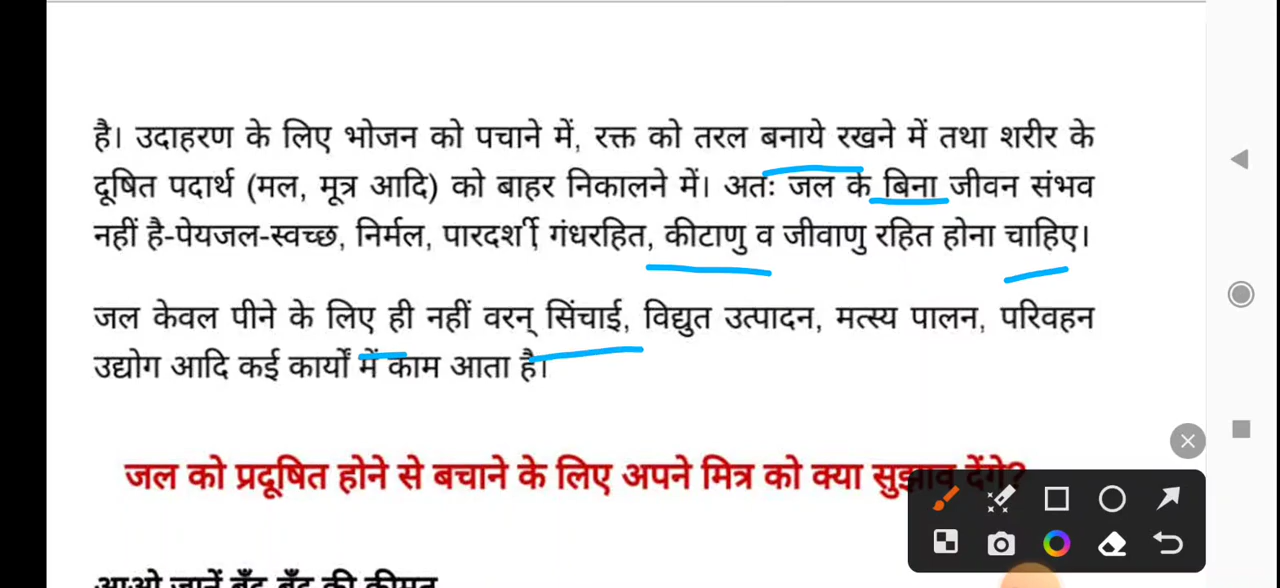 है। उदाहरण के लिए भोजन को पचाने में, रक्त को तरल बनाये रखने में तथा शरीर के
दूषित पदार्थ (मल, मूत्र आदि) को बाहर निकालने में। अतः जल के बिना जीवन संभव
नहीं है-पेयजल-स्वच्छ, निर्मल, पारदर्शी, गंधरहित, कीटाणु व जीवाणु रहित होना चाहिए।
जल केवल पीने के लिए ही नहीं वरन् सिंचाई, विद्युत उत्पादन, मत्स्य पालन, परिवहन
उद्योग आदि कई कार्यों में काम आता है।
जल को प्रदूषित होने से बचाने के लिए अपने मित्र को क्या सुझाव देंगे?
आओ जानें बूँद बूँद की कीमत